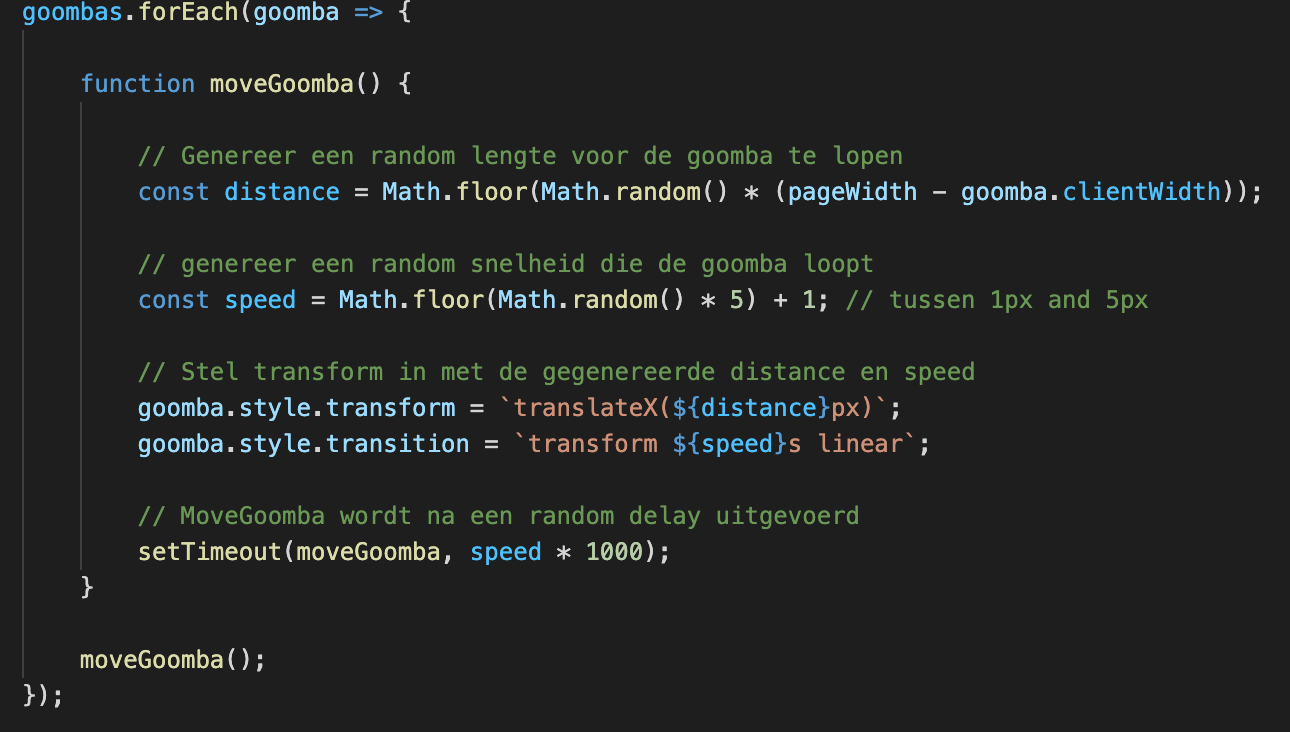 goombas.forEach(goomba => {
function moveGoomba() {
// Genereer een random lengte voor de goomba te lopen
const distance = Math.floor(Math.random() * (pageWidth - goomba.clientWidth));
// genereer een random snelheid die de goomba loopt
const speed = Math.floor(Math.random() * 5) + 1; // tussen 1px and 5px
// Stel transform in met de gegenereerde distance en speed
goomba.style.transform = `translateX(${distance}px)`;
goomba.style.transition = `transform ${speed}s linear`;
// MoveGoomba wordt na een random delay uitgevoerd
setTimeout(moveGoomba, speed * 1000);
}
moveGoomba();
});